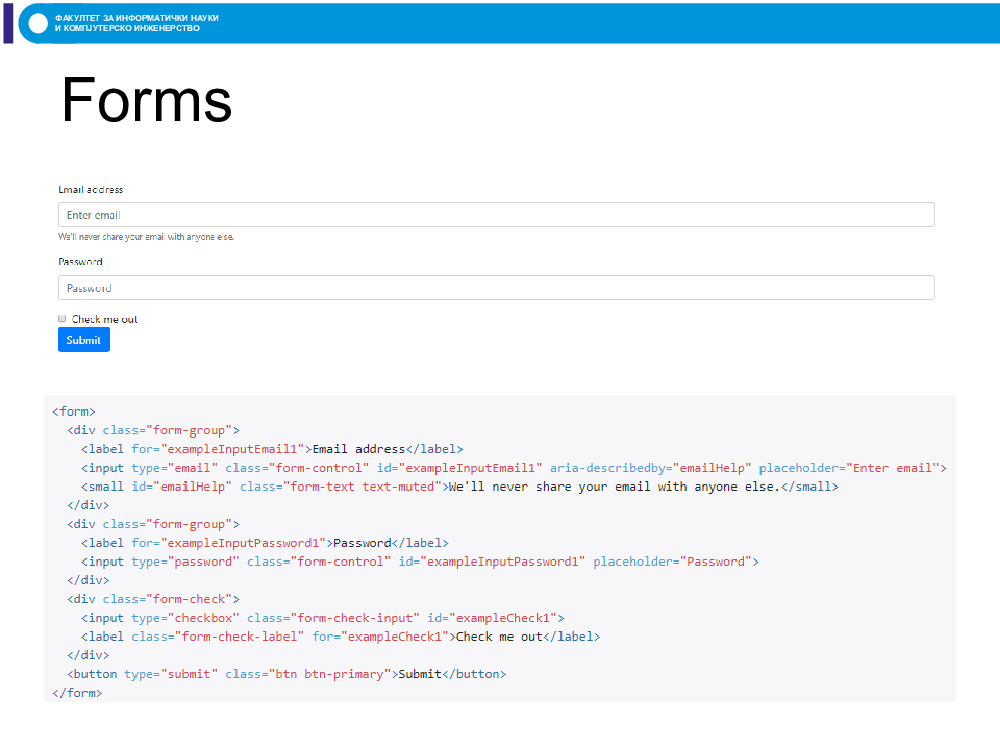 ФАКУЛТЕТ ЗА ИНФОРМАТИЧКИ НАУКИ
И КОМПЈУТЕРСКО ИНЖЕНЕРСТВО
Forms
Email address
Enter email
We'll never share your email with anyone else.
Password
Password
Check me out
Submit
<form>
  <div class="form-group">
    <label for="exampleInputEmail1">Email address</label>
    <input type="email" class="form-control" id="exampleInputEmail1" aria-describedby="emailHelp" placeholder="Enter email">
    <small id="emailHelp" class="form-text text-muted">We'll never share your email with anyone else.</small>
  </div>
  <div class="form-group">
    <label for="exampleInputPassword1">Password</label>
    <input type="password" class="form-control" id="exampleInputPassword1" placeholder="Password">
  </div>
  <div class="form-check">
    <input type="checkbox" class="form-check-input" id="exampleCheck1">
    <label class="form-check-label" for="exampleCheck1">Check me out</label>
  </div>
  <button type="submit" class="btn btn-primary">Submit</button>
</form>